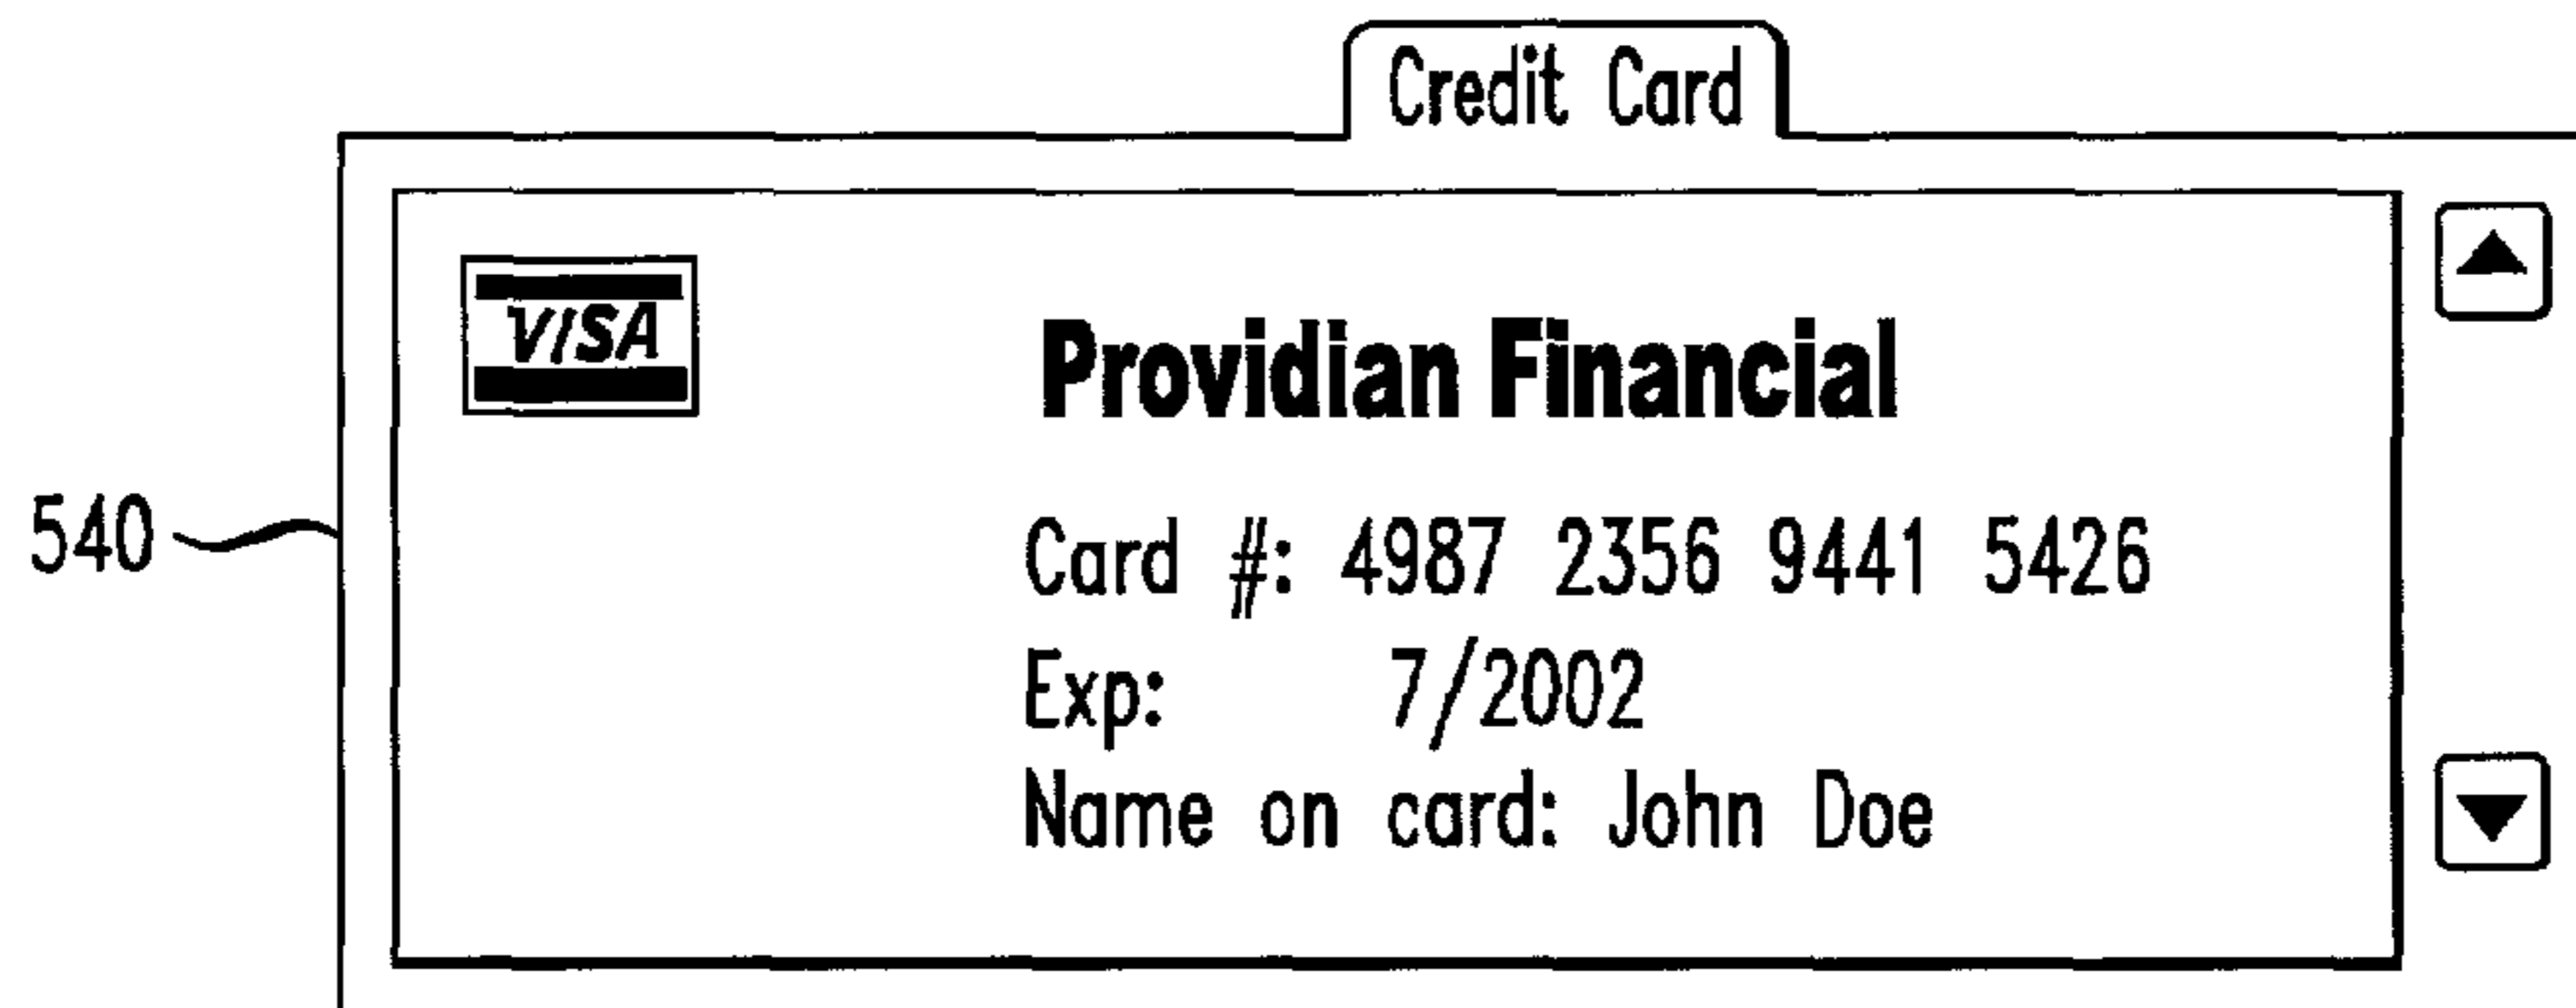 Credit Card
VISA
Providian Financial
540
Card #: 4987 2356 9441 5426
Exp: 7/2002
Name on card: John Doe